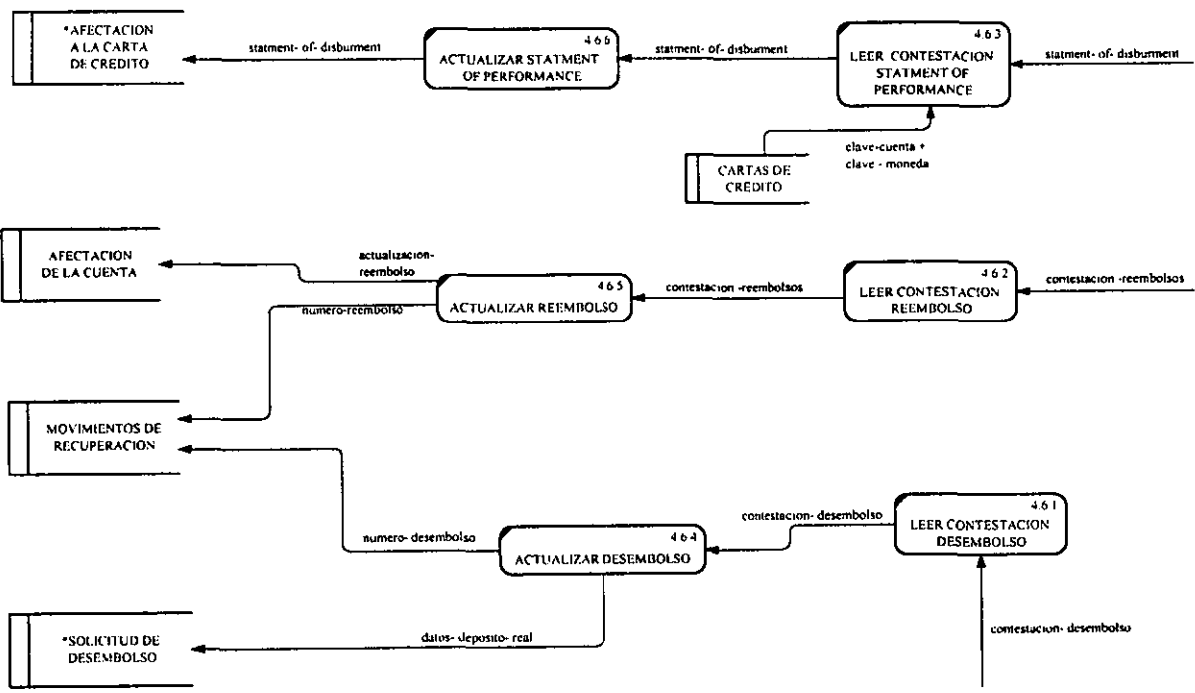 *AFECTACION
A LA CARTA
DE CREDITO
statment- of- disburment
4 6 6
ACTUALIZAR STATMENT
OF PERFORMANCE
statment- of- disburment
4.6 3
LEER CONTESTACION
STATMENT OF
PERFORMANCE
statment- of- disburment
clave-cuenta +
clave - moneda
CARTAS DE
CREDITO
AFECTACION
DE LA CUENTA
actualizacion-
reembolso
numero-reembolso
4 6 5
ACTUALIZAR REEMBOLSO
contestacion -reembolsos
4 6 2
LEER CONTESTACION
REEMBOLSO
contestacion -reembolsos
MOVIMIENTOS DE
RECUPERACION
numero- desembolso
4 6 4
ACTUALIZAR DESEMBOLSO
contestacion- desembolso
4.6 1
LEER CONTESTACION
DESEMBOLSO
contestacion- desembolso
*SOLICITUD DE
DESEMBOLSO
datos- deposito- real